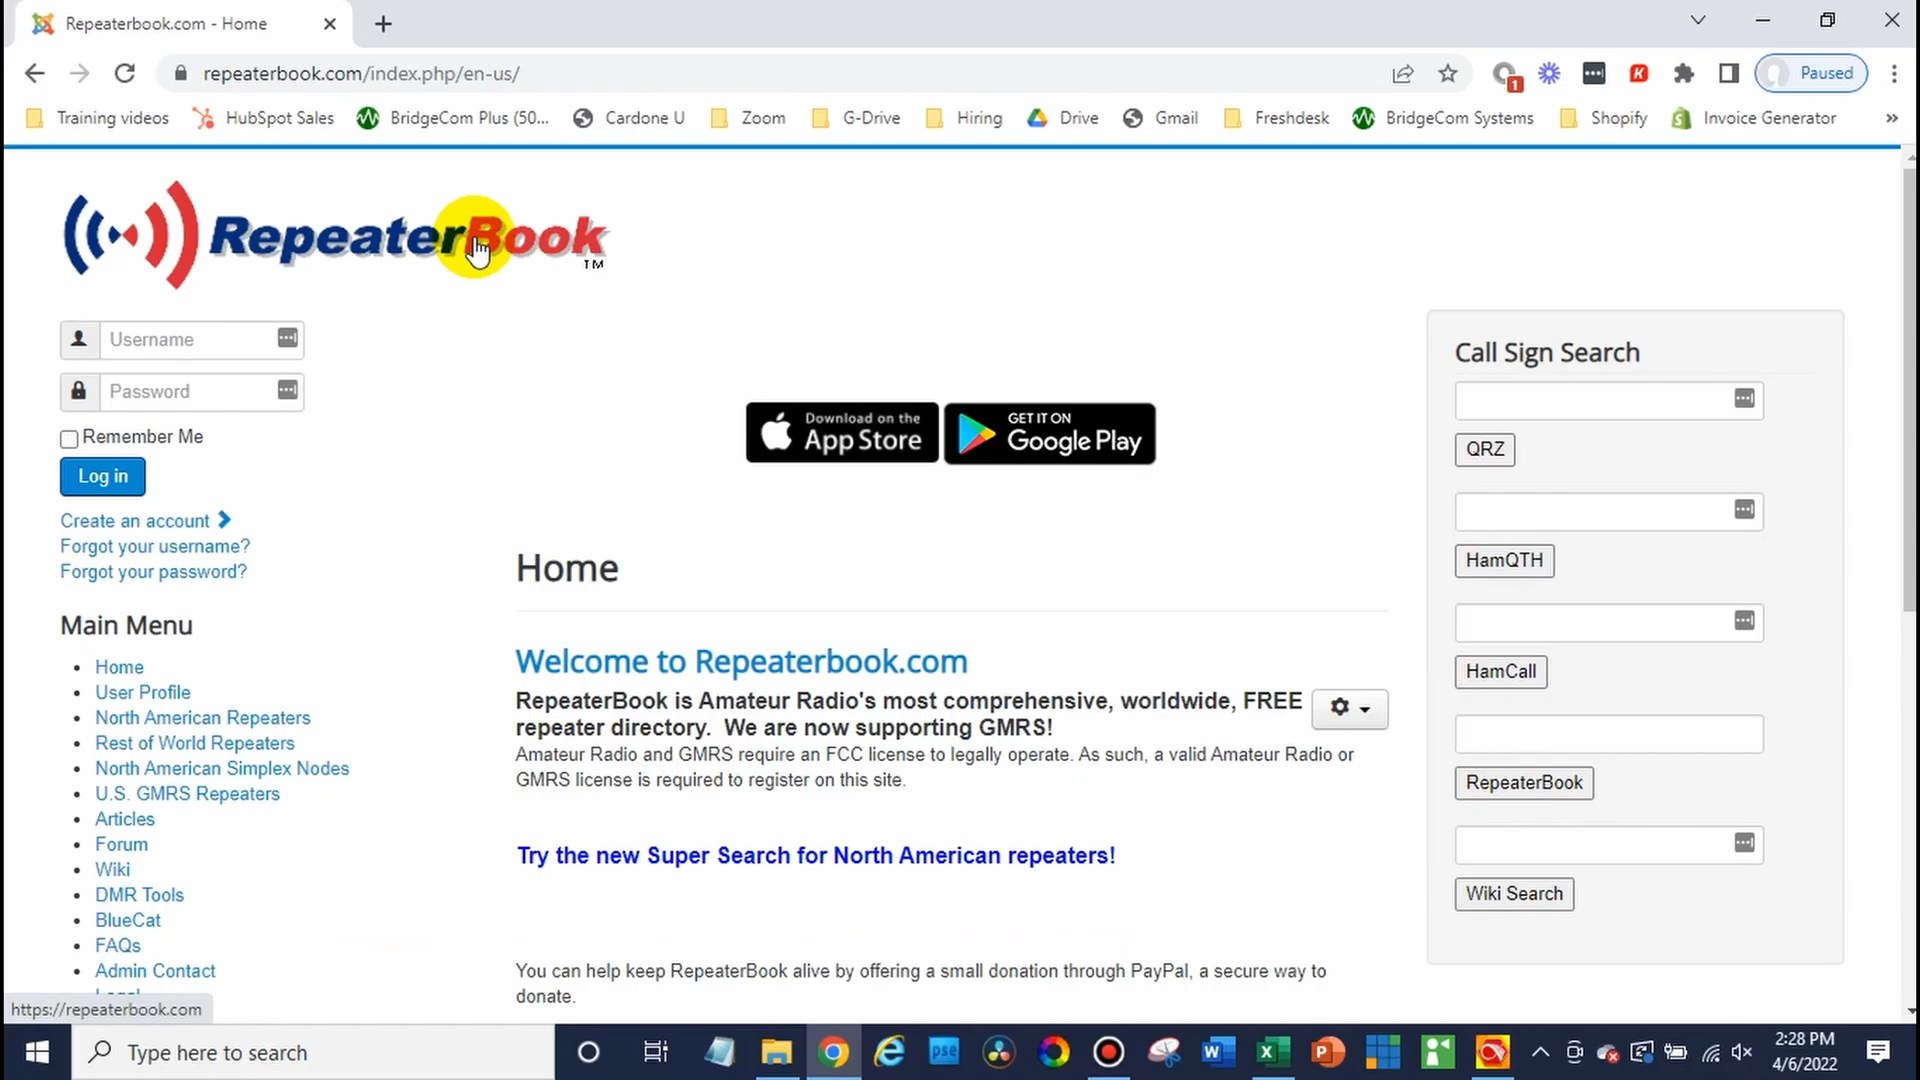 Repeaterbook.com - Home
repeaterbook.com/index.php/en-us/
1
Paused
Training videos
HubSpot Sales
BridgeCom Plus (50...
Cardone U
Zoom
G-Drive
Hiring
Drive
Gmail
Freshdesk
BridgeCom Systems
Shopify
Invoice Generator
»
RepeaterBook
TM
Username
Password
Remember Me
Log in
Create an account
Forgot your username?
Forgot your password?
Main Menu
Home
User Profile
North American Repeaters
Rest of World Repeaters
North American Simplex Nodes
U.S. GMRS Repeaters
Articles
Forum
Wiki
DMR Tools
BlueCat
FAQs
Admin Contact
https://repeaterbook.com
Download on the
App Store
GET IT ON
Google Play
Home
Welcome to Repeaterbook.com
RepeaterBook is Amateur Radio's most comprehensive, worldwide, FREE
repeater directory. We are now supporting GMRS!
Amateur Radio and GMRS require an FCC license to legally operate. As such, a valid Amateur Radio or
GMRS license is required to register on this site.
Try the new Super Search for North American repeaters!
You can help keep RepeaterBook alive by offering a small donation through PayPal, a secure way to
donate.
Call Sign Search
QRZ
HamQTH
HamCall
RepeaterBook
Wiki Search
Type here to search
pse
2:28 PM
4/6/2022